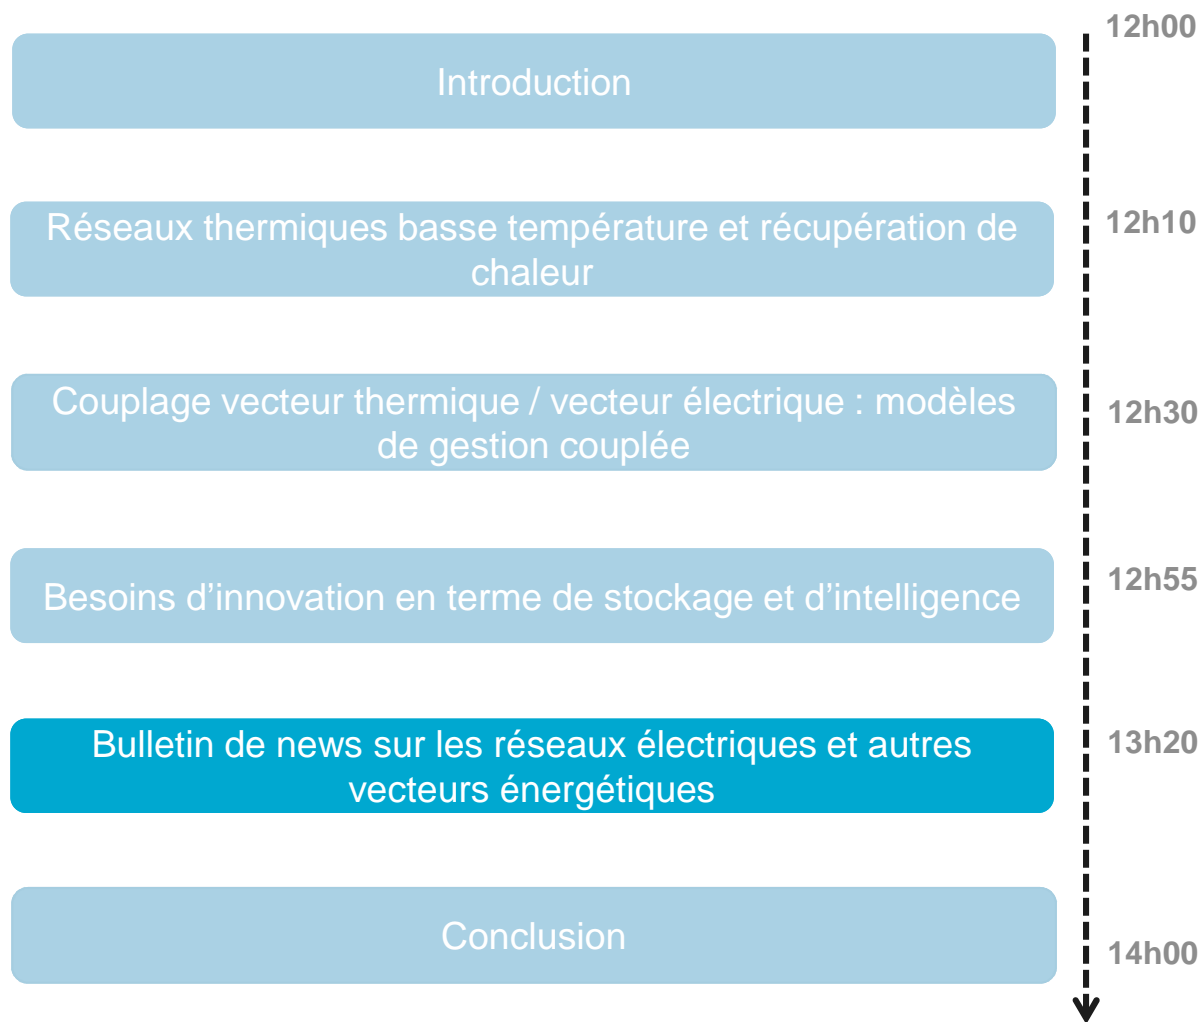 12h00
Introduction
Réseaux thermiques basse température et récupération de
chaleur
12h10
Couplage vecteur thermique / vecteur électrique : modèles
de gestion couplée
12h30
Besoins d’innovation en terme de stockage et d’intelligence
12h55
Bulletin de news sur les réseaux électriques et autres
vecteurs énergétiques
13h20
Conclusion
14h00